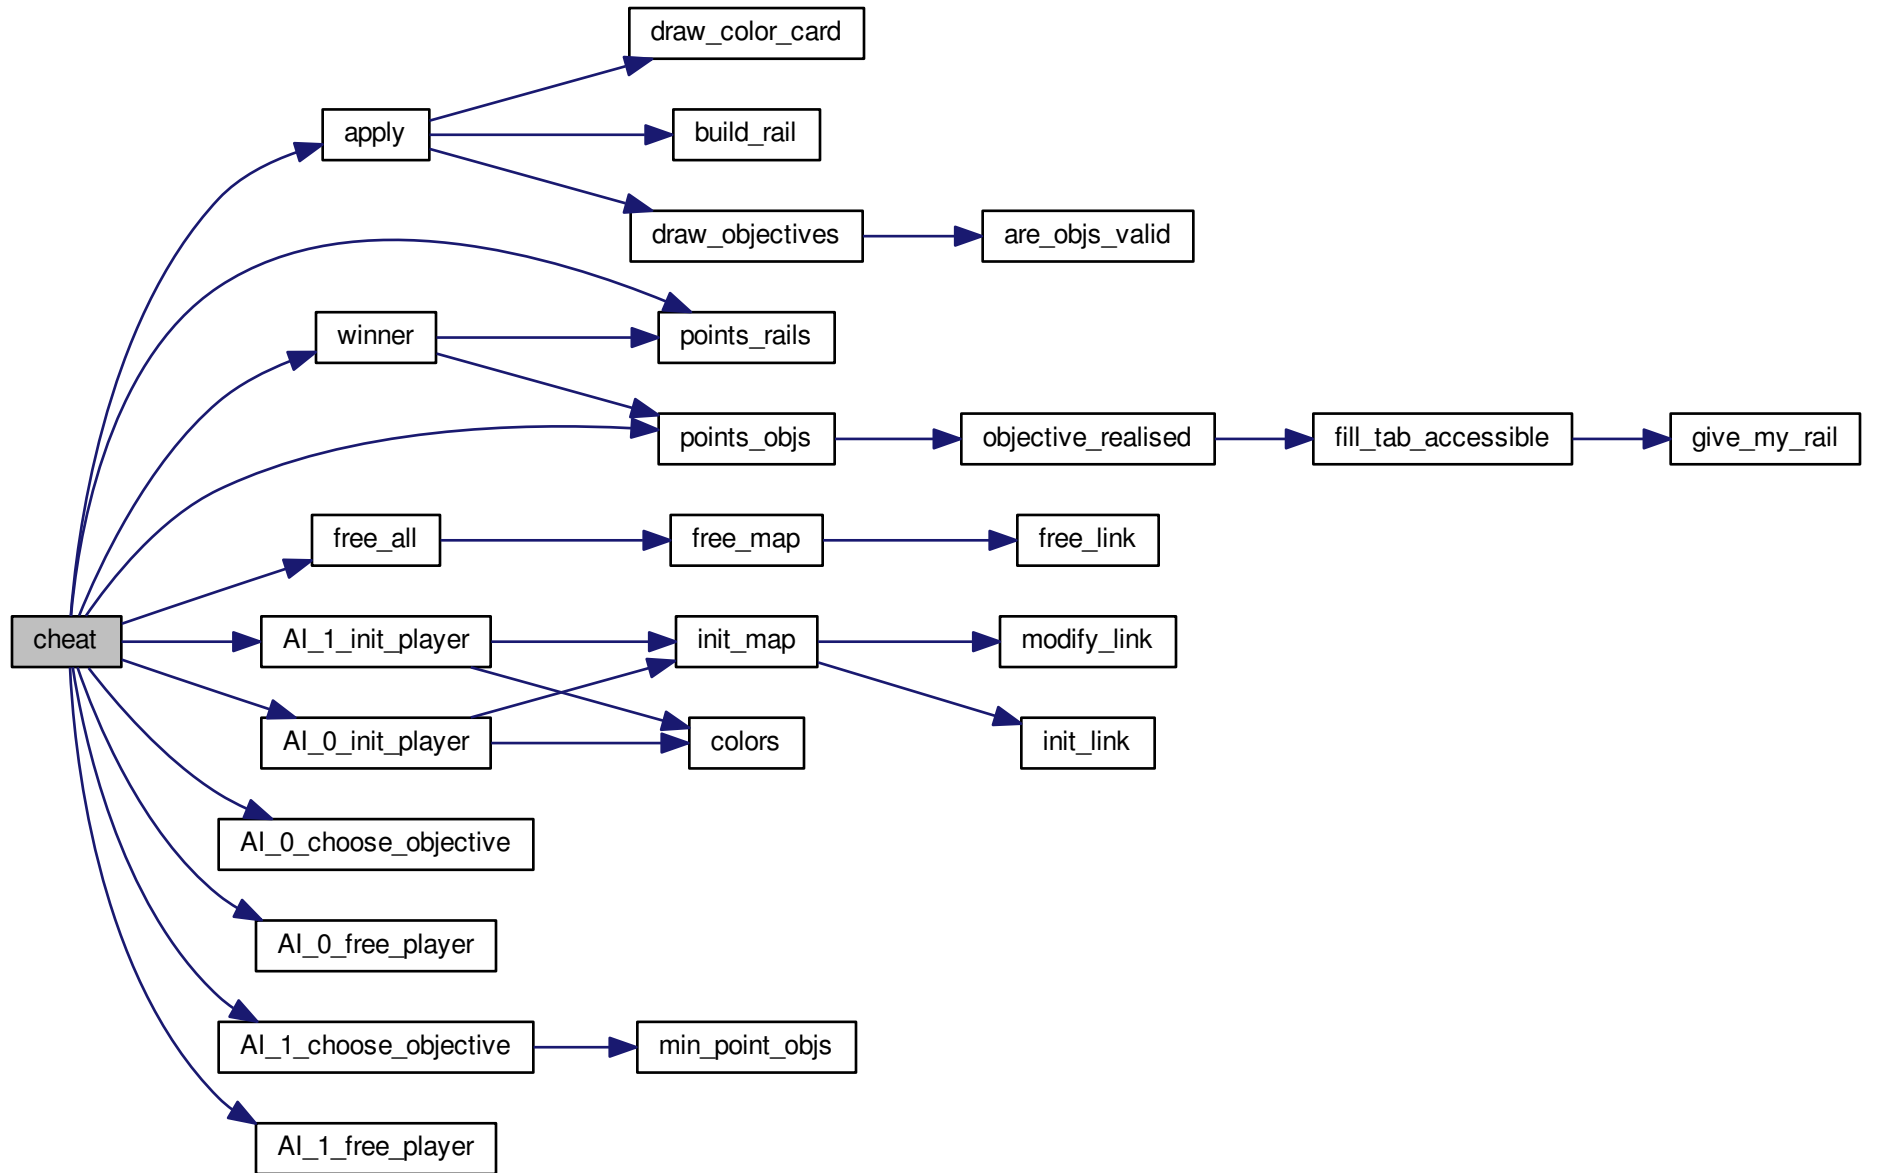 draw_color_card
apply
build_rail
draw_objectives
are_objs_valid
winner
points_rails
points_objs
objective_realised
fill_tab_accessible
give_my_rail
free_all
free_map
free_link
cheat
AI_1_init_player
init_map
modify_link
AI_0_init_player
colors
init_link
AI_0_choose_objective
AI_0_free_player
AI_1_choose_objective
min_point_objs
AI_1_free_player